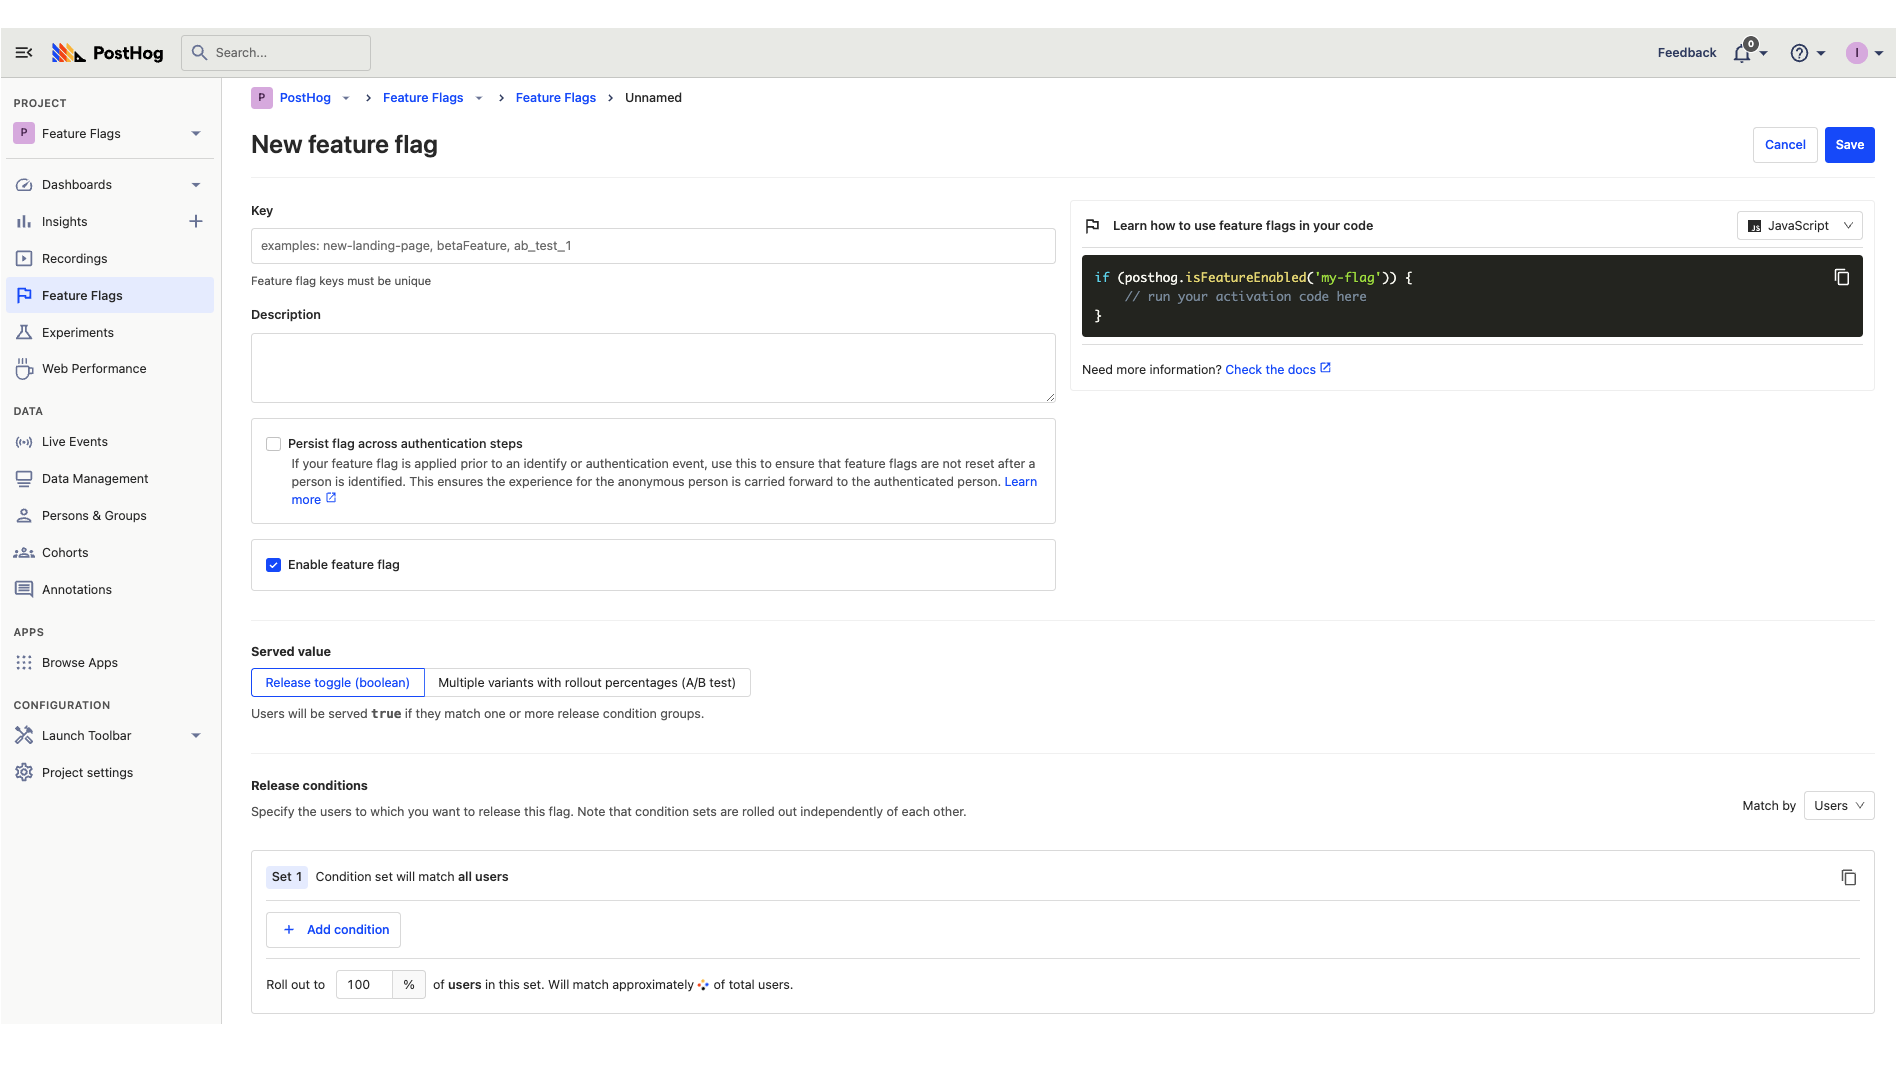 PostHog
Search...
Feedback
0
I
PROJECT
P Feature Flags
Dashboards
Insights
Recordings
Feature Flags
Experiments
Web Performance
DATA
Live Events
Data Management
Persons & Groups
Cohorts
Annotations
APPS
Browse Apps
CONFIGURATION
Launch Toolbar
Project settings
P PostHog > Feature Flags > Feature Flags > Unnamed
New feature flag
Cancel
Save
Key
examples: new-landing-page, betaFeature, ab_test_1
Feature flag keys must be unique
Description
Persist flag across authentication steps
If your feature flag is applied prior to an identify or authentication event, use this to ensure that feature flags are not reset after a
person is identified. This ensures the experience for the anonymous person is carried forward to the authenticated person. Learn
more
Enable feature flag
Learn how to use feature flags in your code
JS JavaScript
if (posthog.isFeatureEnabled('my-flag')) {
// run your activation code here
}
Need more information? Check the docs
Served value
Release toggle (boolean)
Multiple variants with rollout percentages (A/B test)
Users will be served true if they match one or more release condition groups.
Release conditions
Specify the users to which you want to release this flag. Note that condition sets are rolled out independently of each other.
Match by Users
Set 1 Condition set will match all users
+ Add condition
Roll out to 100 % of users in this set. Will match approximately of total users.